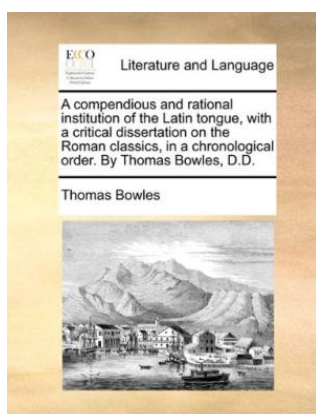 ECCO
Literature and Language
A compendious and rational
institution of the Latin tongue, with
a critical dissertation on the
Roman classics, in a chronological
order. By Thomas Bowles, D.D.
Thomas Bowles